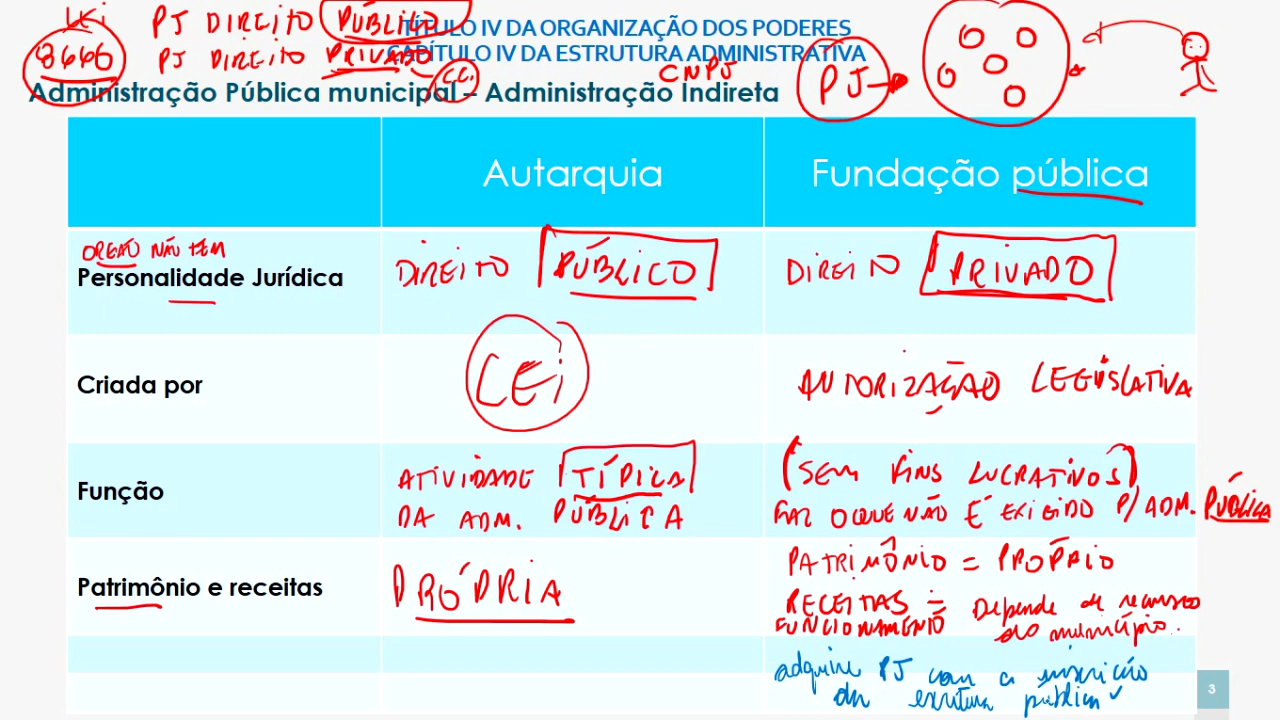 LEI PJ DIREITO PÚBLICO
TÍTULO IV DA ORGANIZAÇÃO DOS PODERES
8666 PJ DIREITO PRIVADO
CAPÍTULO IV DA ESTRUTURA ADMINISTRATIVA
CC. CNPJ PJ
Administração Pública municipal – Administração Indireta
Autarquia Fundação pública
ORGÃO NÃO TEM
Personalidade Jurídica DIREITO PÚBLICO DIREITO PRIVADO
Criada por LEi AUTORIZAÇÃO LEGISLATIVA
Função ATIVIDADE TÍPICA (SEM FINS LUCRATIVOS)
DA ADM. PÚBLICA FAZ O QUE NÃO É EXIGIDO P/ ADM. PÚBLICA
PATRIMÔNIO = PRÓPRIO
Patrimônio e receitas PRÓPRIA RECEITAS = Depende de recurso
FUNCIONAMENTO do município.
adquire PJ com a inscrição
da escritura pública
3